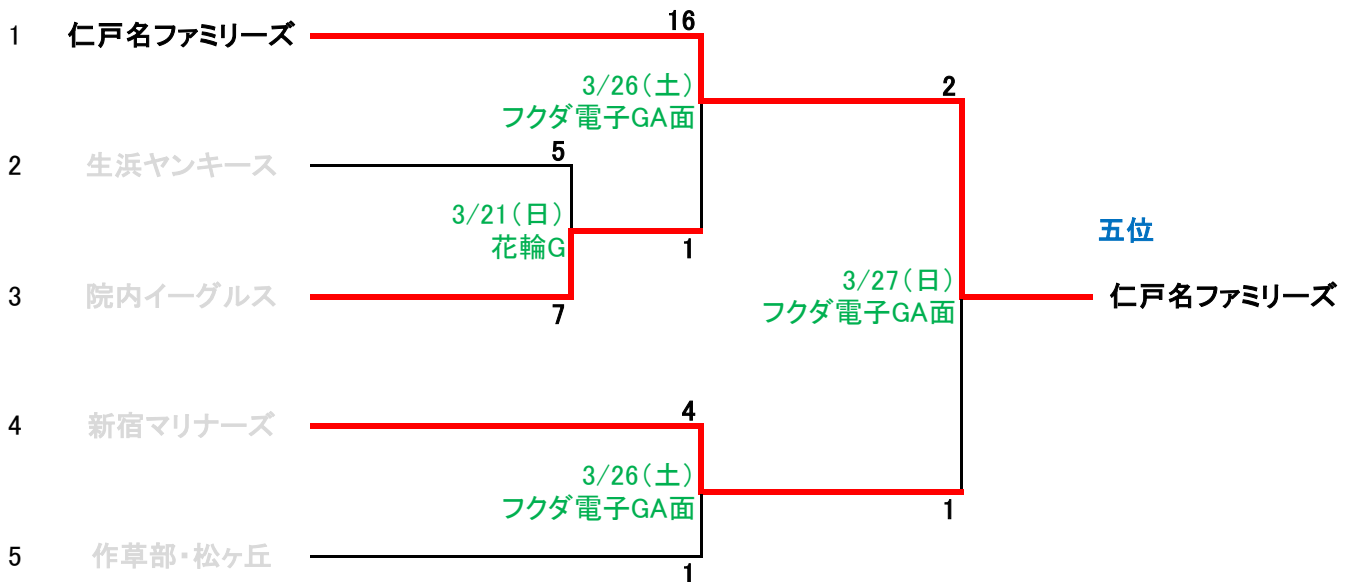 16
1 仁戸名ファミリーズ
3/26(土)
2
フクダ電子GA面
5
2 生浜ヤンキース
3/21(日)
五位
花輪G
1
3/27(日)
3 院内イーグルス
仁戸名ファミリーズ
7
フクダ電子GA面
4
4 新宿マリナーズ
3/26(土)
フクダ電子GA面
1
5 作草部・松ヶ丘
1